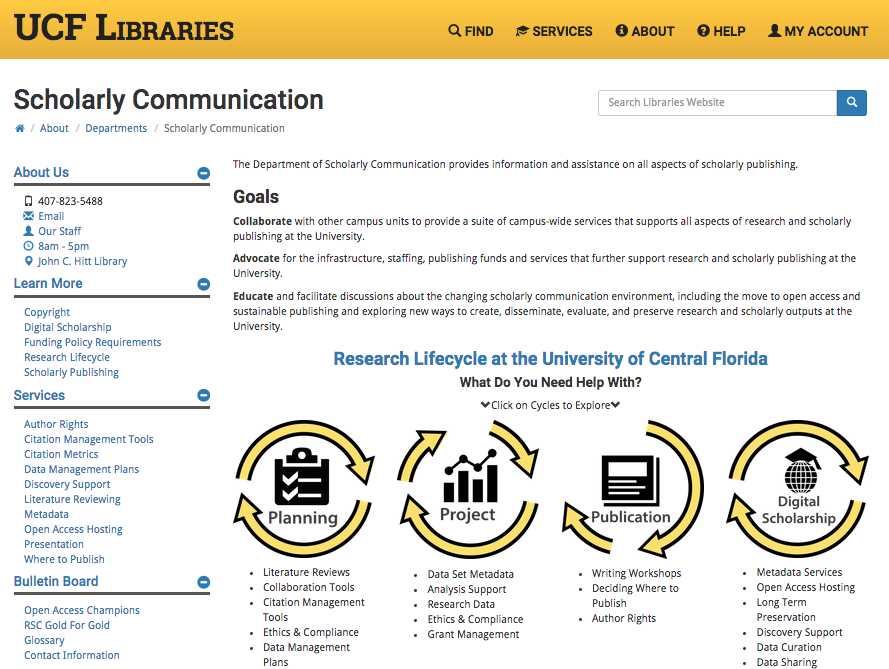 UCF LIBRARIES
FIND
SERVICES
ABOUT
HELP
MY ACCOUNT
Scholarly Communication
Search Libraries Website
/ About / Departments / Scholarly Communication
About Us
407-823-5488
Email
Our Staff
8am - 5pm
John C. Hitt Library
Learn More
Copyright
Digital Scholarship
Funding Policy Requirements
Research Lifecycle
Scholarly Publishing
Services
Author Rights
Citation Management Tools
Citation Metrics
Data Management Plans
Discovery Support
Literature Reviewing
Metadata
Open Access Hosting
Presentation
Where to Publish
Bulletin Board
Open Access Champions
RSC Gold For Gold
Glossary
Contact Information
The Department of Scholarly Communication provides information and assistance on all aspects of scholarly publishing.
Goals
Collaborate with other campus units to provide a suite of campus-wide services that supports all aspects of research and scholarly
publishing at the University.
Advocate for the infrastructure, staffing, publishing funds and services that further support research and scholarly publishing at the
University.
Educate and facilitate discussions about the changing scholarly communication environment, including the move to open access and
sustainable publishing and exploring new ways to create, disseminate, evaluate, and preserve research and scholarly outputs at the
University.
Research Lifecycle at the University of Central Florida
What Do You Need Help With?
Click on Cycles to Explore
Planning
• Literature Reviews
• Collaboration Tools
• Citation Management
Tools
• Ethics & Compliance
• Data Management
Plans
Project
• Data Set Metadata
• Analysis Support
• Research Data
• Ethics & Compliance
• Grant Management
Publication
• Writing Workshops
• Deciding Where to
Publish
• Author Rights
Digital
Scholarship
• Metadata Services
• Open Access Hosting
• Long Term
Preservation
• Discovery Support
• Data Curation
• Data Sharing